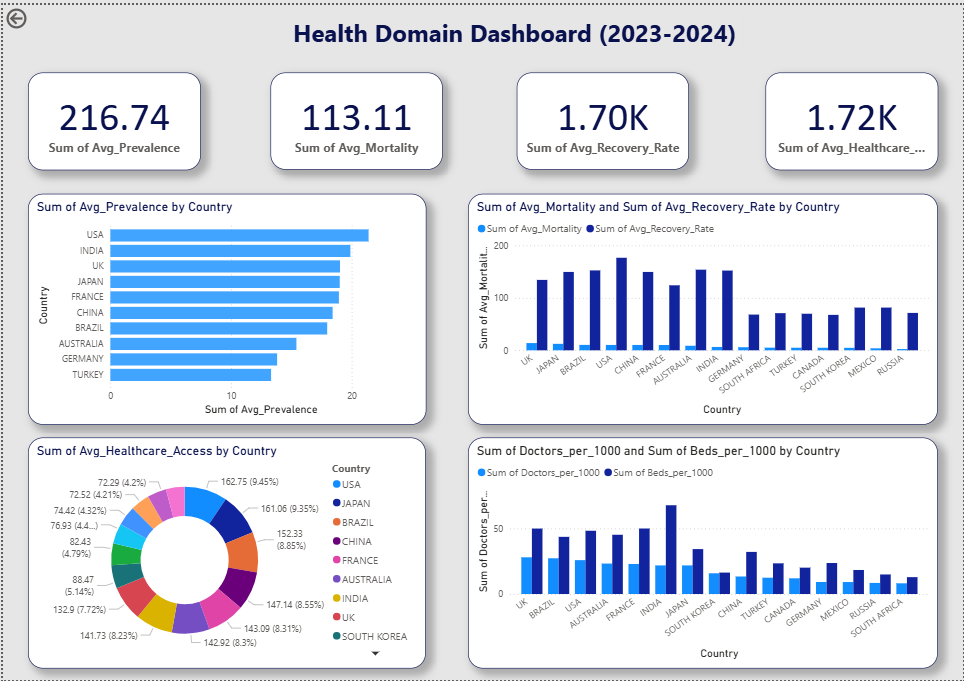 Health Domain Dashboard (2023-2024)
216.74
Sum of Avg_Prevalence
113.11
Sum of Avg_Mortality
1.70K
Sum of Avg_Recovery_Rate
1.72K
Sum of Avg_Healthcare_...
Sum of Avg_Prevalence by Country
Country
USA
INDIA
UK
JAPAN
FRANCE
CHINA
BRAZIL
AUSTRALIA
GERMANY
TURKEY
0 10 20
Sum of Avg_Prevalence
Sum of Avg_Mortality and Sum of Avg_Recovery_Rate by Country
Sum of Avg_Mortality Sum of Avg_Recovery_Rate
Sum of Avg_Mortalit...
200
100
0
UK JAPAN BRAZIL USA CHINA FRANCE AUSTRALIA INDIA GERMANY SOUTH AFRICA TURKEY CANADA SOUTH KOREA MEXICO RUSSIA
Country
Sum of Avg_Healthcare_Access by Country
162.75 (9.45%)
161.06 (9.35%)
152.33
(8.85%)
147.14 (8.55%)
143.09 (8.31%)
142.92 (8.3%)
141.73 (8.23%)
132.9 (7.72%)
88.47
(5.14%)
82.43
(4.79%)
76.93 (4.4...)
74.42 (4.32%)
72.52 (4.21%)
72.29 (4.2%)
Country
USA
JAPAN
BRAZIL
CHINA
FRANCE
AUSTRALIA
INDIA
UK
SOUTH KOREA
Sum of Doctors_per_1000 and Sum of Beds_per_1000 by Country
Sum of Doctors_per_1000 Sum of Beds_per_1000
Sum of Doctors_per...
50
0
UK BRAZIL USA AUSTRALIA FRANCE INDIA JAPAN SOUTH KOREA CHINA TURKEY CANADA GERMANY MEXICO RUSSIA SOUTH AFRICA
Country